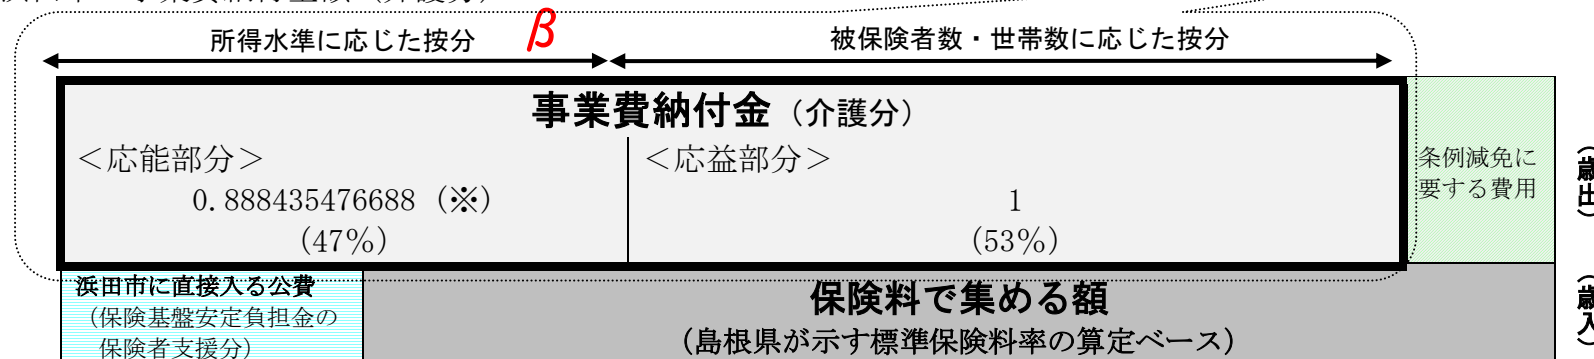 所得水準に応じた按分
β
被保険者数・世帯数に応じた按分
事業費納付金（介護分）
＜応能部分＞
0.888435476688（※）
(47%)
＜応益部分＞
1
(53%)
条例減免に
要する費用
（歳出）
浜田市に直接入る公費
（保険基盤安定負担金の
保険者支援分）
保険料で集める額
（島根県が示す標準保険料率の算定ベース）
（歳入）